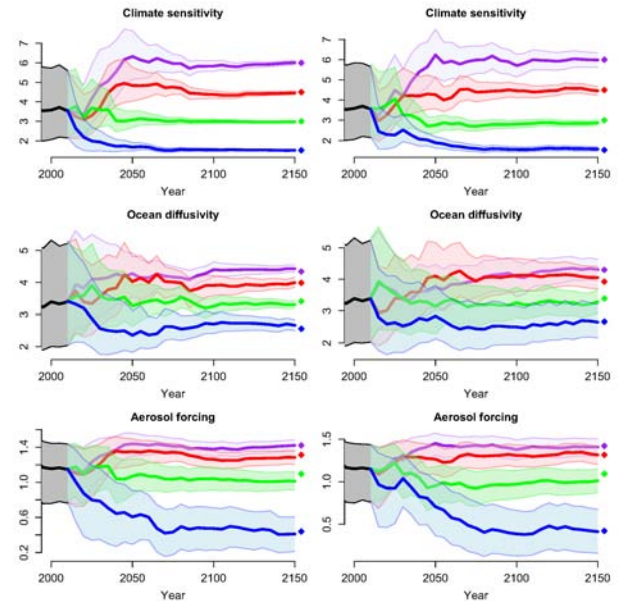 Climate sensitivity
7
6
5
4
3
2
2000 2050 2100 2150
Year
Climate sensitivity
7
6
5
4
3
2
2000 2050 2100 2150
Year
Ocean diffusivity
5
4
3
2
2000 2050 2100 2150
Year
Ocean diffusivity
5
4
3
2
2000 2050 2100 2150
Year
Aerosol forcing
1.4
1.0
0.6
0.2
2000 2050 2100 2150
Year
Aerosol forcing
1.5
1.0
0.5
2000 2050 2100 2150
Year